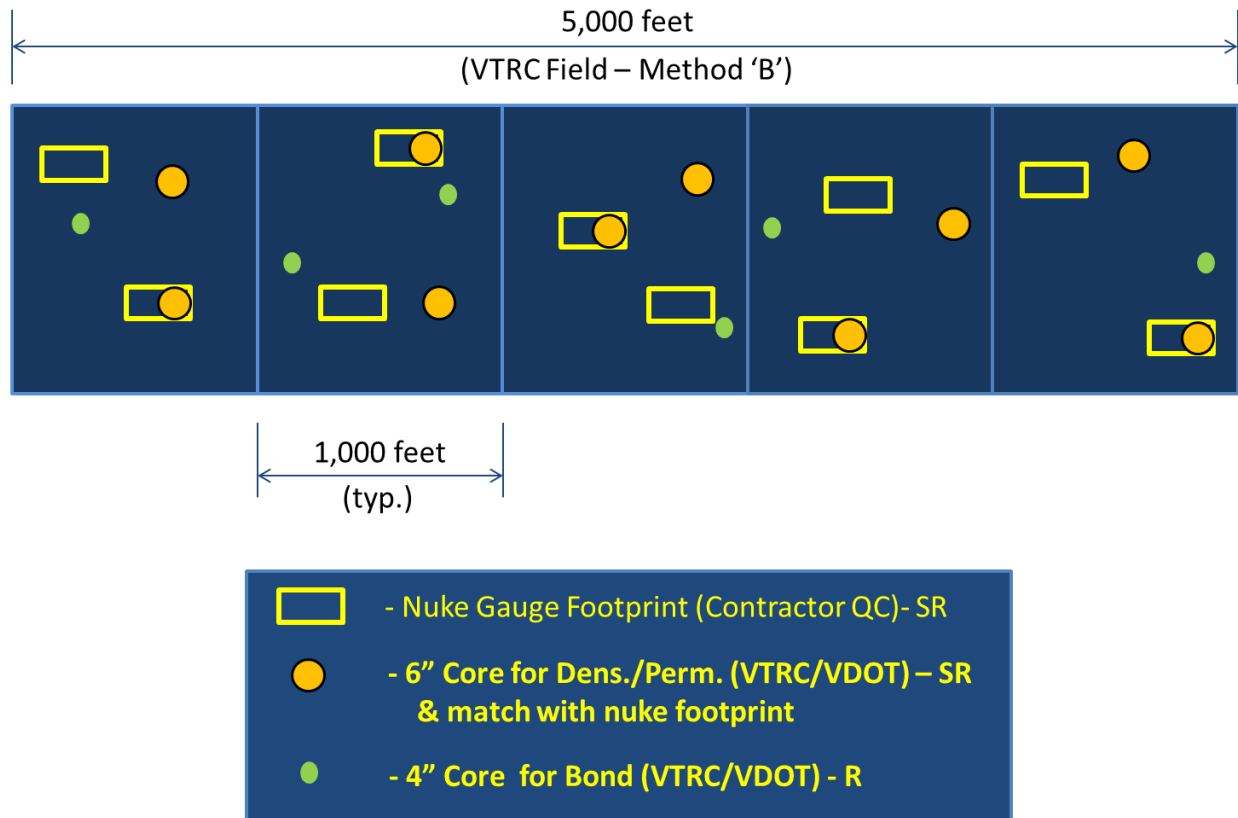 5,000 feet
(VTRC Field – Method ‘B’)
1,000 feet
(typ.)
- Nuke Gauge Footprint (Contractor QC)- SR
- 6” Core for Dens./Perm. (VTRC/VDOT) – SR
& match with nuke footprint
- 4” Core for Bond (VTRC/VDOT) - R